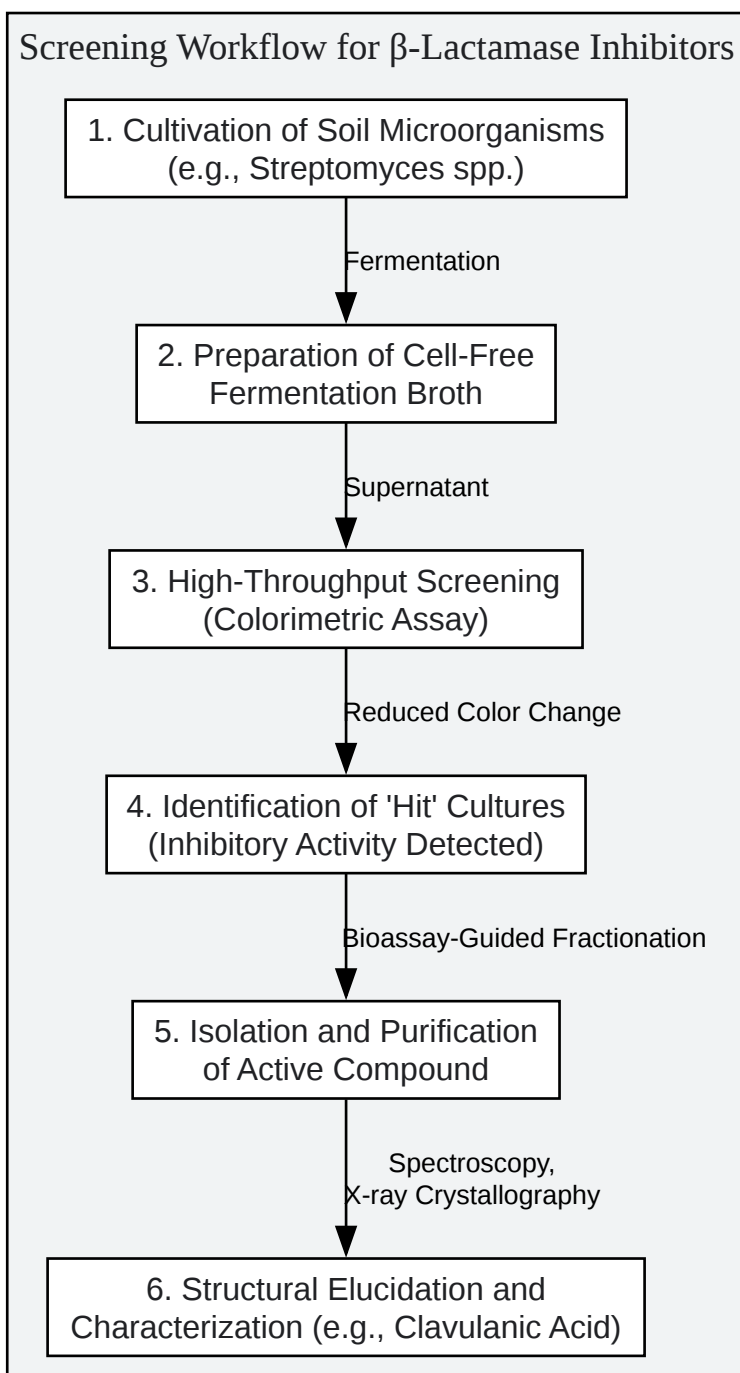 Screening Workflow for β-Lactamase Inhibitors
1. Cultivation of Soil Microorganisms
(e.g., Streptomyces spp.)
Fermentation
2. Preparation of Cell-Free
Fermentation Broth
Supernatant
3. High-Throughput Screening
(Colorimetric Assay)
Reduced Color Change
4. Identification of 'Hit' Cultures
(Inhibitory Activity Detected)
Bioassay-Guided Fractionation
5. Isolation and Purification
of Active Compound
Spectroscopy,
X-ray Crystallography
6. Structural Elucidation and
Characterization (e.g., Clavulanic Acid)